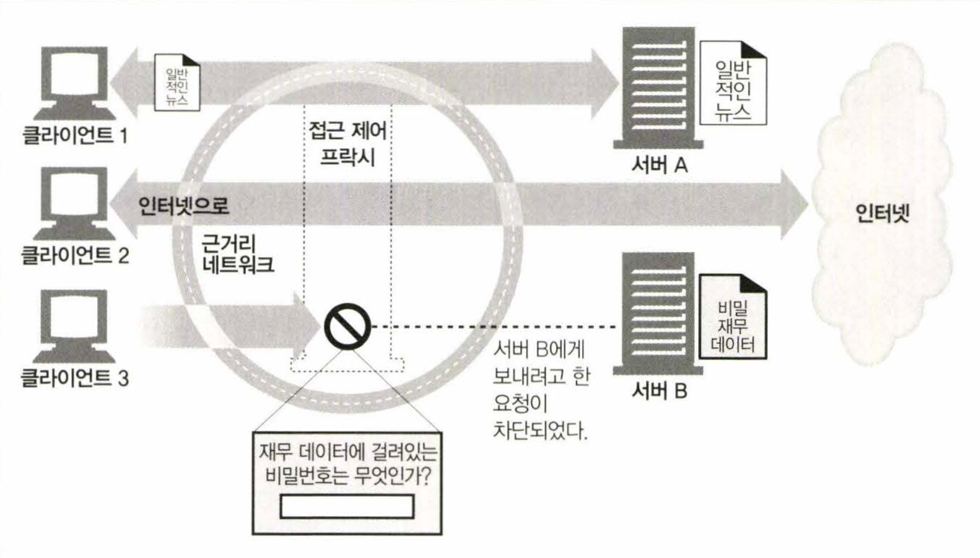 일반
적인
뉴스
클라이언트 1
접근 제어
프락시
일반
적인
뉴스
서버 A
인터넷으로
클라이언트 2
근거리
네트워크
인터넷
클라이언트 3
서버 B에게
보내려고 한
요청이
차단되었다.
비밀
재무
데이터
서버 B
재무 데이터에 걸려있는
비밀번호는 무엇인가?